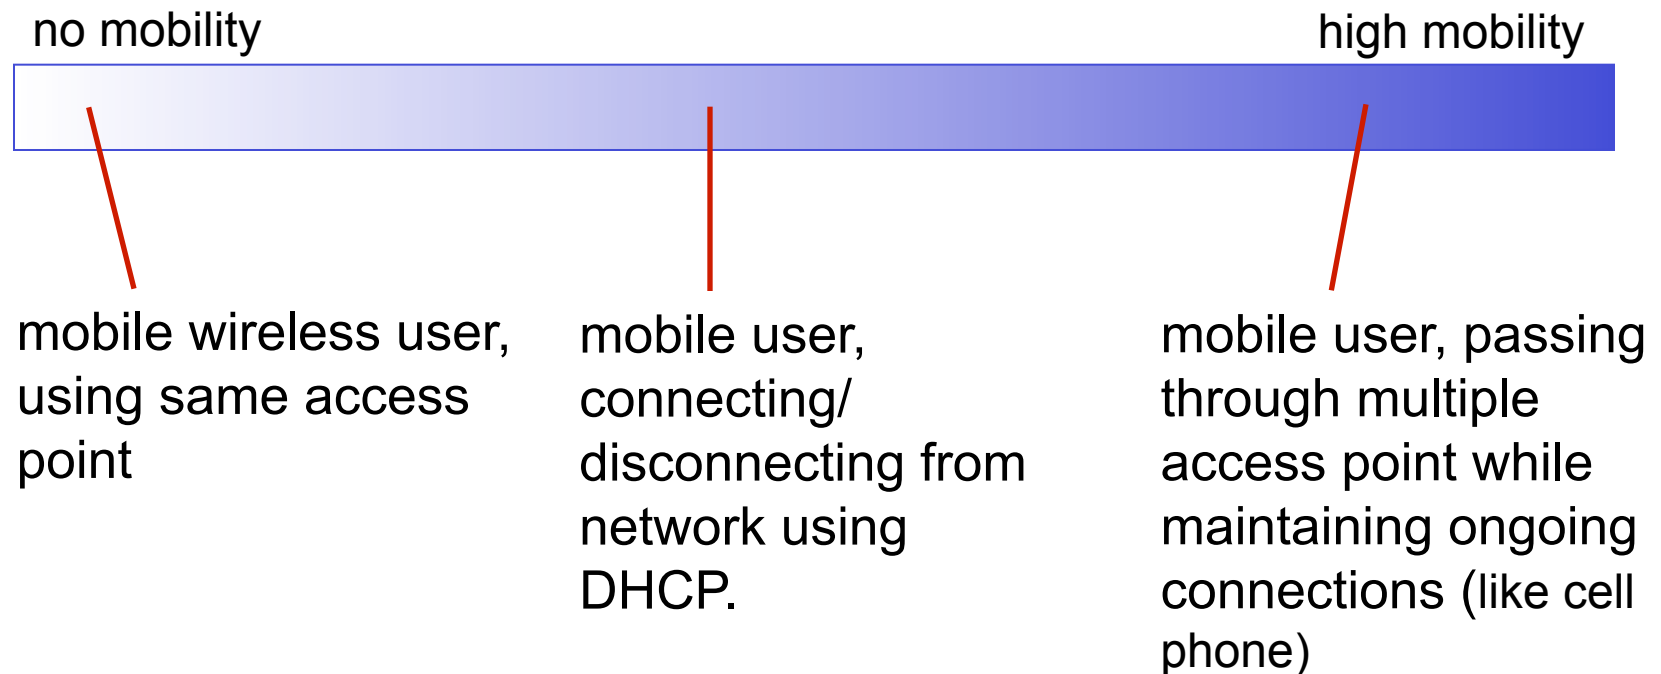 no mobility
high mobility
mobile wireless user,
using same access
point
mobile user,
connecting/
disconnecting from
network using
DHCP.
mobile user, passing
through multiple
access point while
maintaining ongoing
connections (like cell
phone)